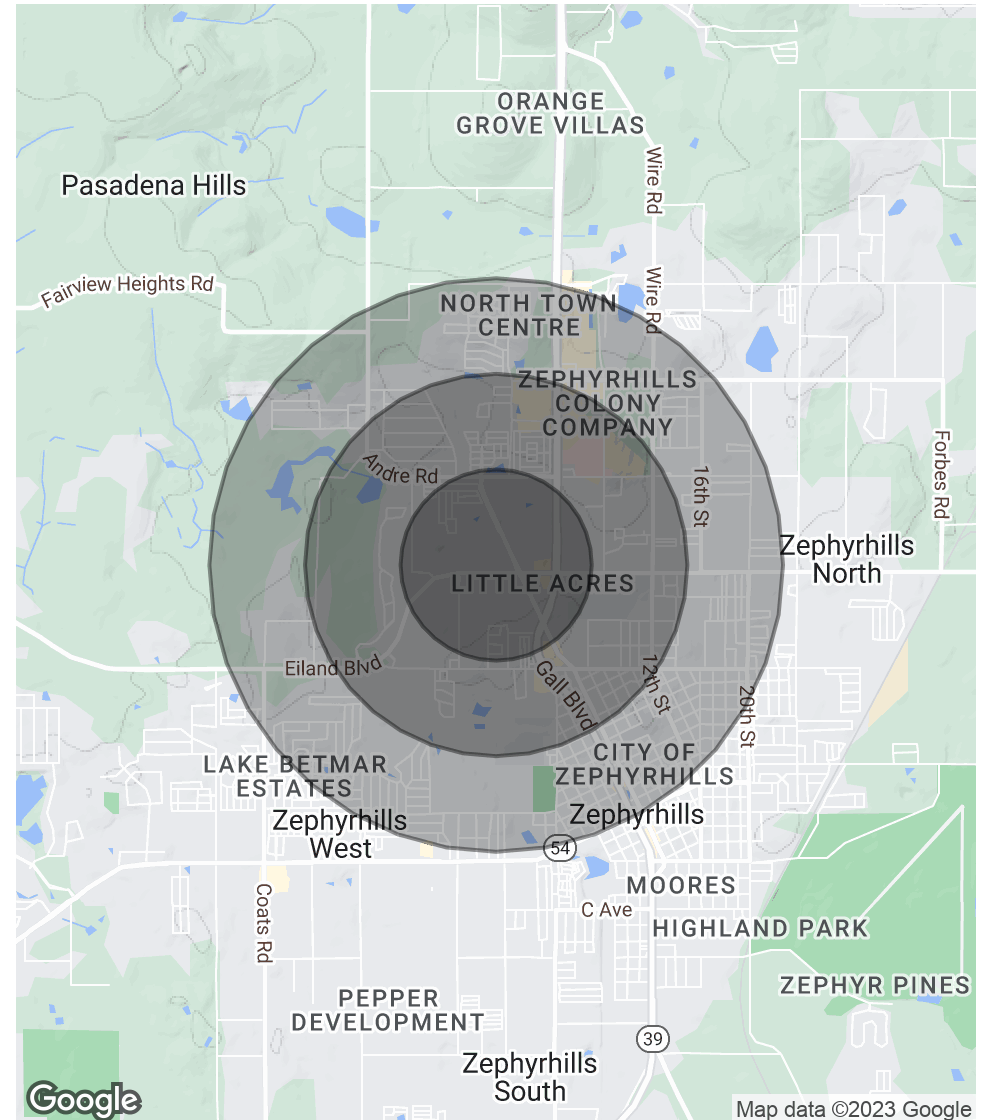 ORANGE
GROVE VILLAS
Wire Rd
Pasadena Hills
Fairview Heights Rd
Wire Rd
NORTH TOWN
CENTRE
ZEPHYRHILLS
COLONY
COMPANY
Andre Rd
16th St
Forbes Rd
Zephyrhills
North
LITTLE ACRES
Eiland Blvd
Gall Blvd
12th St
20th St
CITY OF
ZEPHYRHILLS
LAKE BETMAR
ESTATES
Zephyrhills
Zephyrhills
West
54
MOORES
C Ave
Coats Rd
HIGHLAND PARK
ZEPHYR PINES
PEPPER
DEVELOPMENT
39
Zephyrhills
South
Google
Map data ©2023 Google